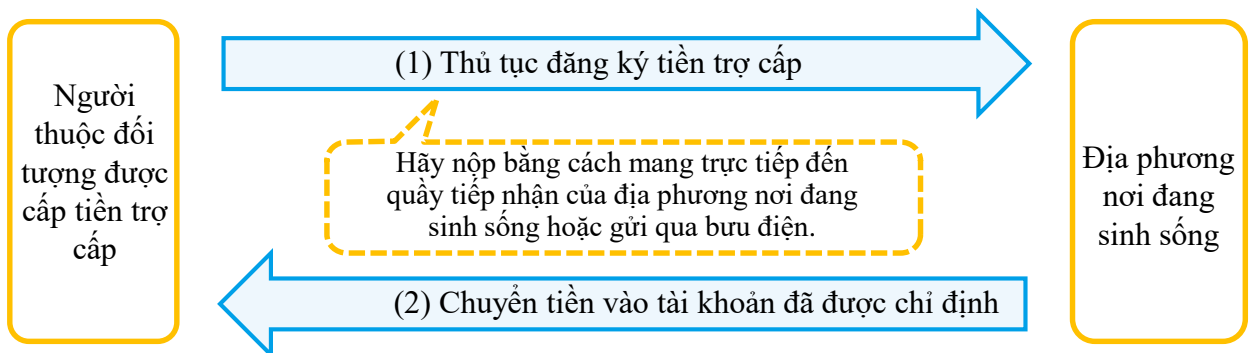 Người
thuộc đối
tượng được
cấp tiền trợ
cấp
(1) Thủ tục đăng ký tiền trợ cấp
Hãy nộp bằng cách mang trực tiếp đến
quầy tiếp nhận của địa phương nơi đang
sinh sống hoặc gửi qua bưu điện.
(2) Chuyển tiền vào tài khoản đã được chỉ định
Địa phương
nơi đang
sinh sống